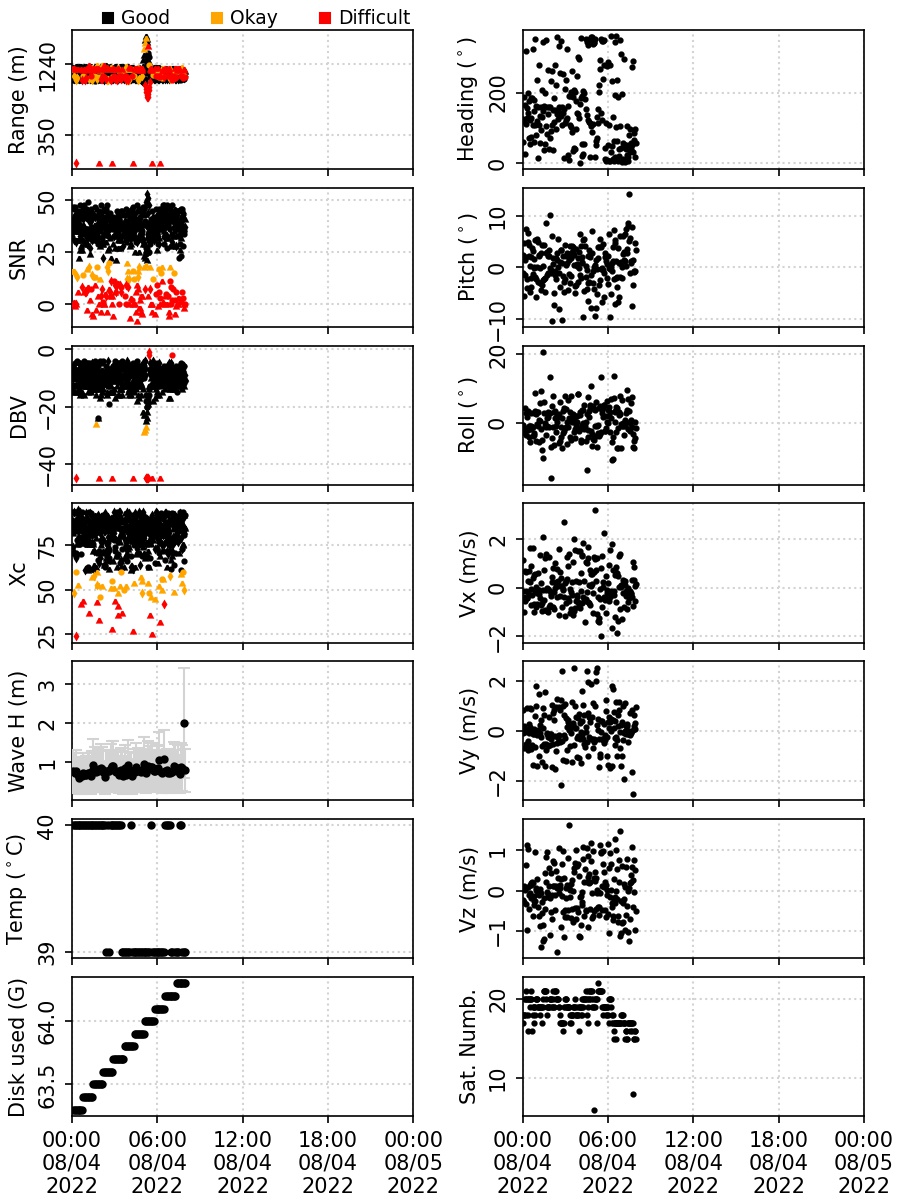 Good Okay Difficult
Range (m)
1240
350
Heading (°)
200
0
SNR
50
25
0
Pitch (°)
10
0
−10
DBV
0
−20
−40
Roll (°)
20
0
Xc
75
50
25
Vx (m/s)
2
0
−2
Wave H (m)
3
2
1
Vy (m/s)
2
0
−2
Temp (°C)
40
39
Vz (m/s)
1
0
−1
Disk used (G)
64.0
63.5
Sat. Numb.
20
10
00:00 06:00 12:00 18:00 00:00
08/04 08/04 08/04 08/04 08/05
2022 2022 2022 2022 2022
00:00 06:00 12:00 18:00 00:00
08/04 08/04 08/04 08/04 08/05
2022 2022 2022 2022 2022